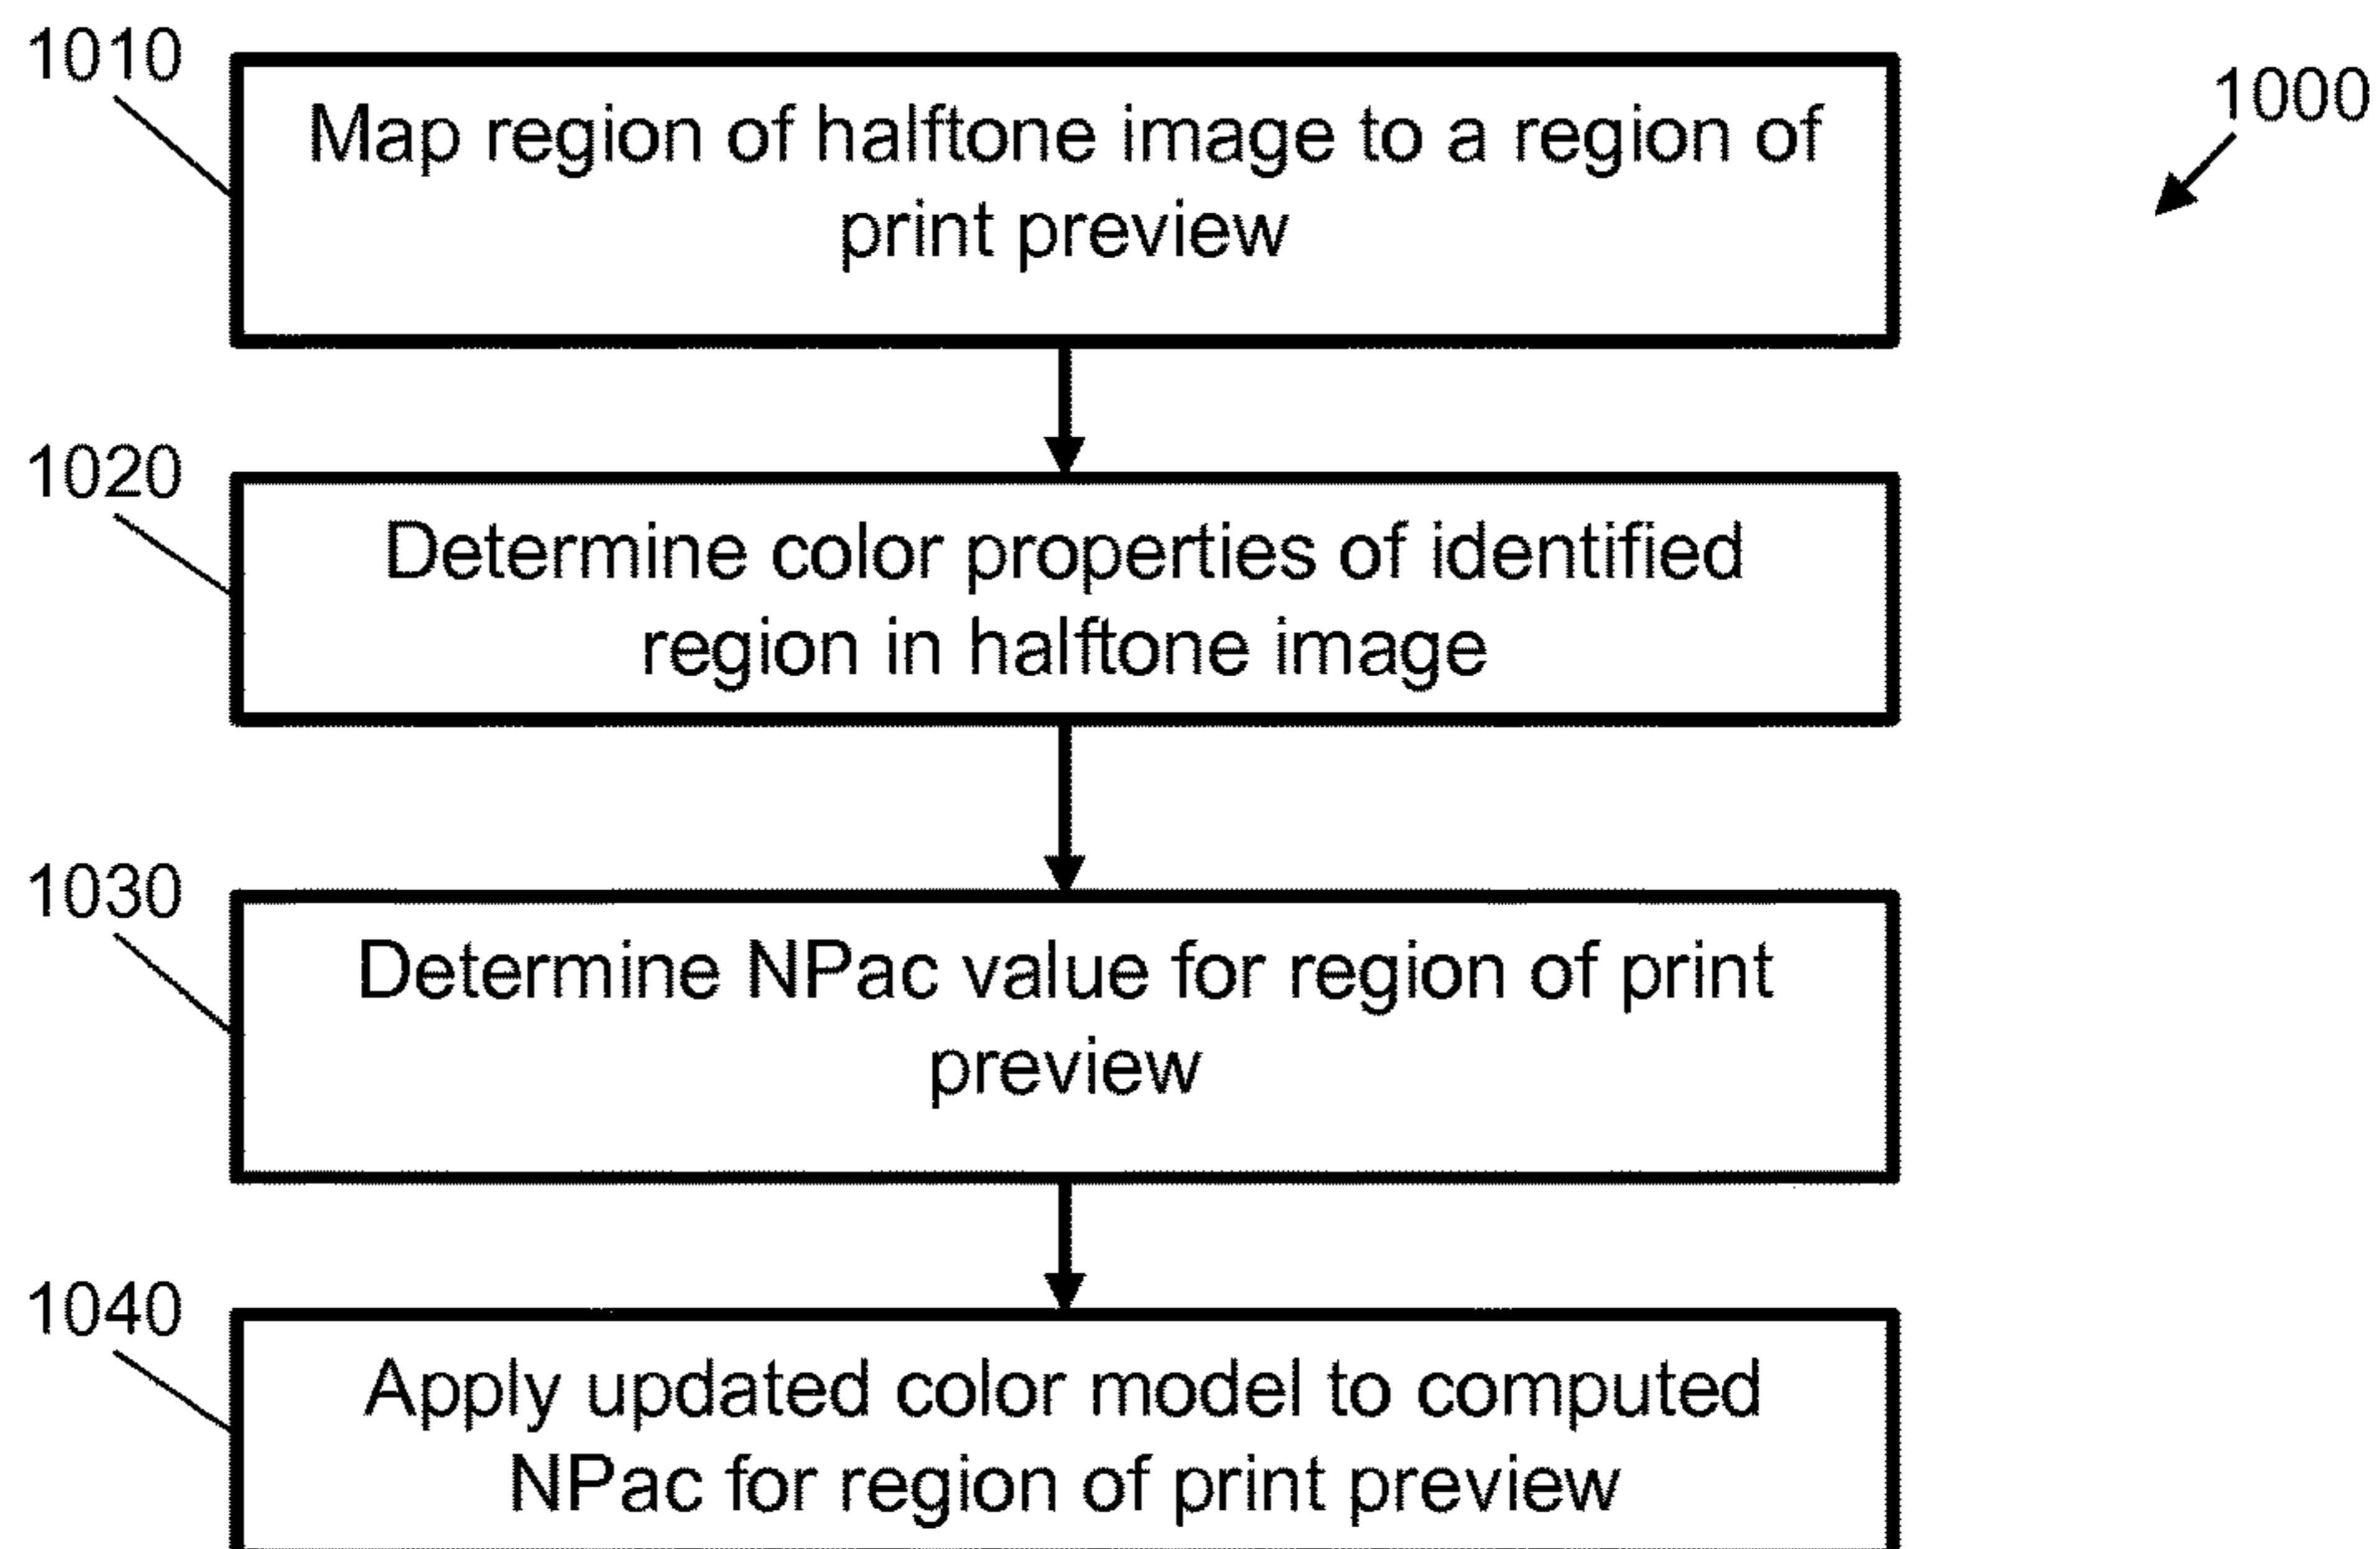 1010
Map region of halftone image to a region of
print preview
1000
1020
Determine color properties of identified
region in halftone image
1030
Determine NPac value for region of print
preview
1040
Apply updated color model to computed
NPac for region of print preview